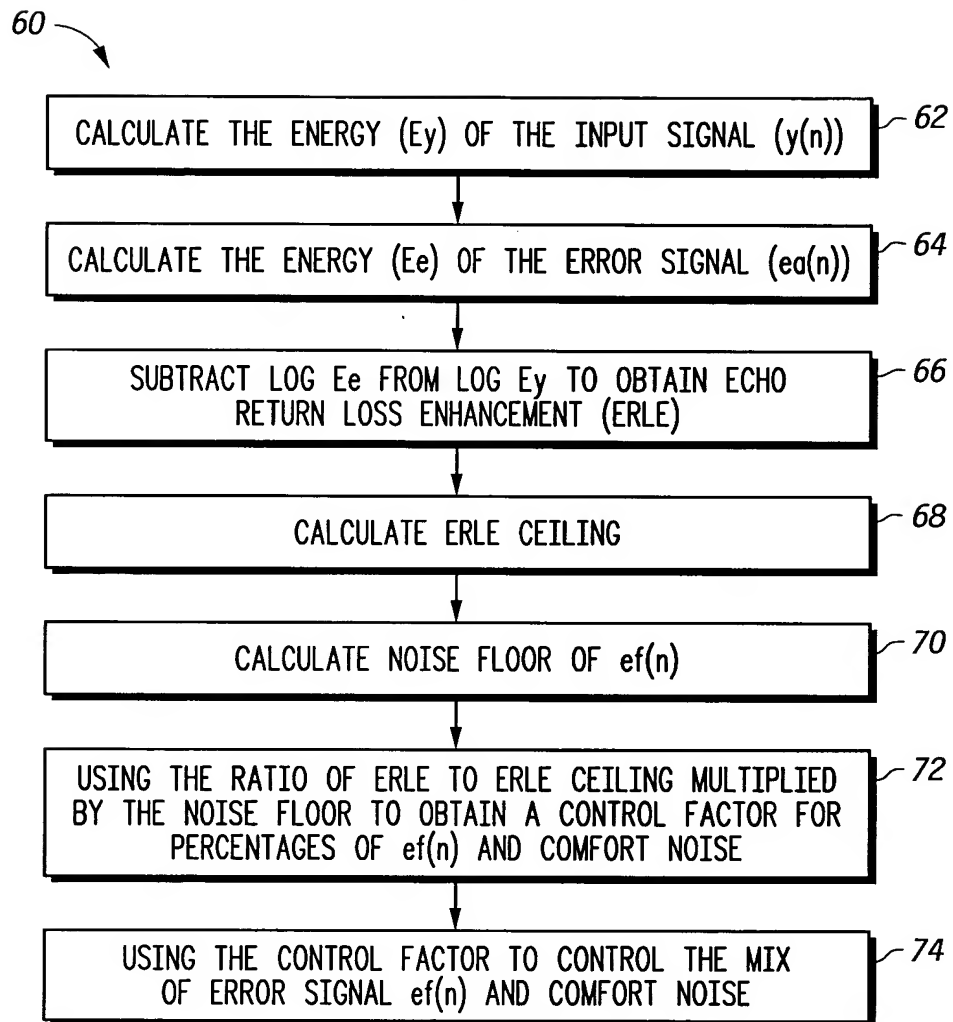 60
CALCULATE THE ENERGY (Ey) OF THE INPUT SIGNAL (y(n))
62
CALCULATE THE ENERGY (Ee) OF THE ERROR SIGNAL (ea(n))
64
SUBTRACT LOG Ee FROM LOG Ey TO OBTAIN ECHO
RETURN LOSS ENHANCEMENT (ERLE)
66
CALCULATE ERLE CEILING
68
CALCULATE NOISE FLOOR OF ef(n)
70
USING THE RATIO OF ERLE TO ERLE CEILING MULTIPLIED
BY THE NOISE FLOOR TO OBTAIN A CONTROL FACTOR FOR
PERCENTAGES OF ef(n) AND COMFORT NOISE
72
USING THE CONTROL FACTOR TO CONTROL THE MIX
OF ERROR SIGNAL ef(n) AND COMFORT NOISE
74